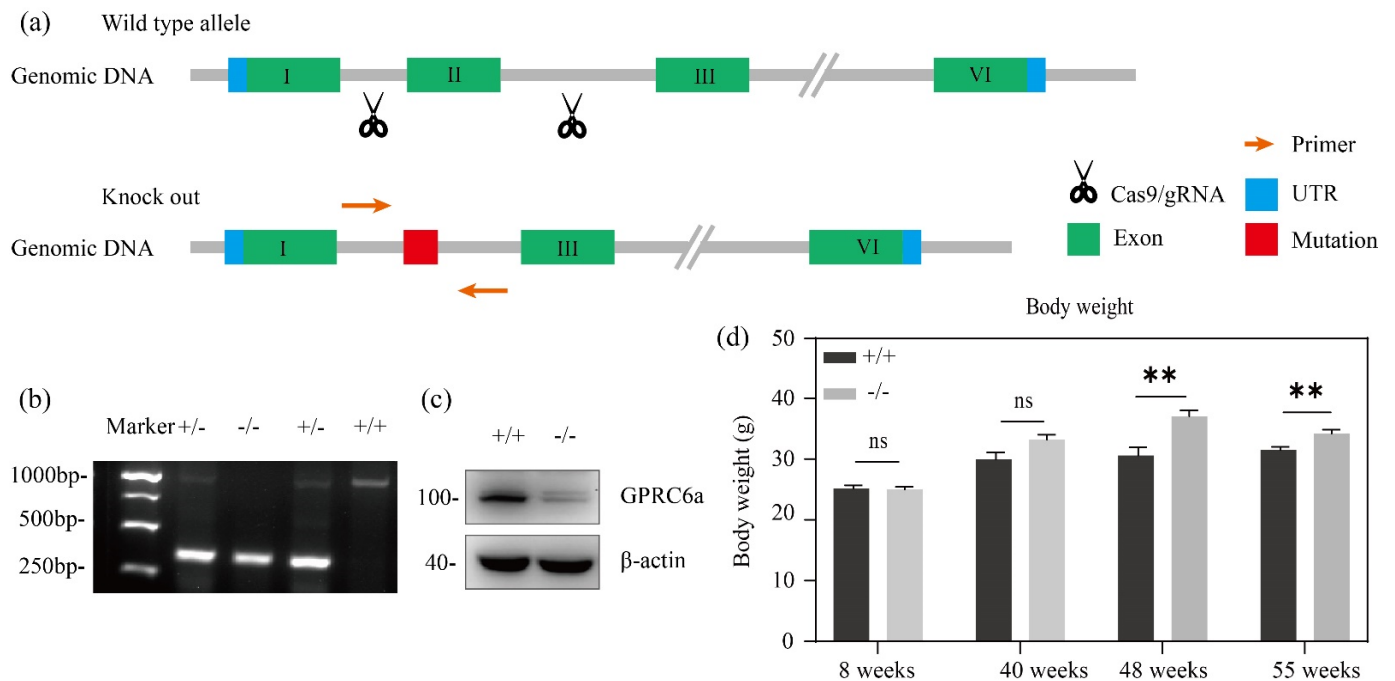 (a)
Wild type allele
Genomic DNA
I II III VI
Knock out
Genomic DNA
I III VI
Primer
Cas9/gRNA
UTR
Exon
Mutation
(b)
Marker +/- -/- +/- +/+
1000bp-
500bp-
250bp-
(c)
+/+ -/-
100- GPRC6a
40- β-actin
(d)
Body weight
Body weight (g)
50
40
30
20
10
0
+/+
-/-
ns
ns
**
**
8 weeks 40 weeks 48 weeks 55 weeks